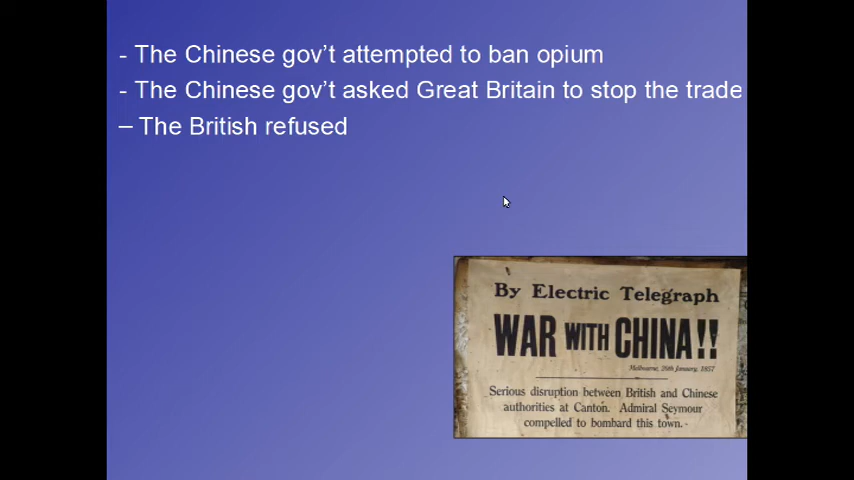 - The Chinese gov’t attempted to ban opium
- The Chinese gov’t asked Great Britain to stop the trade
– The British refused
By Electric Telegraph
WAR WITH CHINA!!
Melbourne, 26th January, 1857
Serious disruption between British and Chinese
authorities at Canton. Admiral Seymour
compelled to bombard this town.